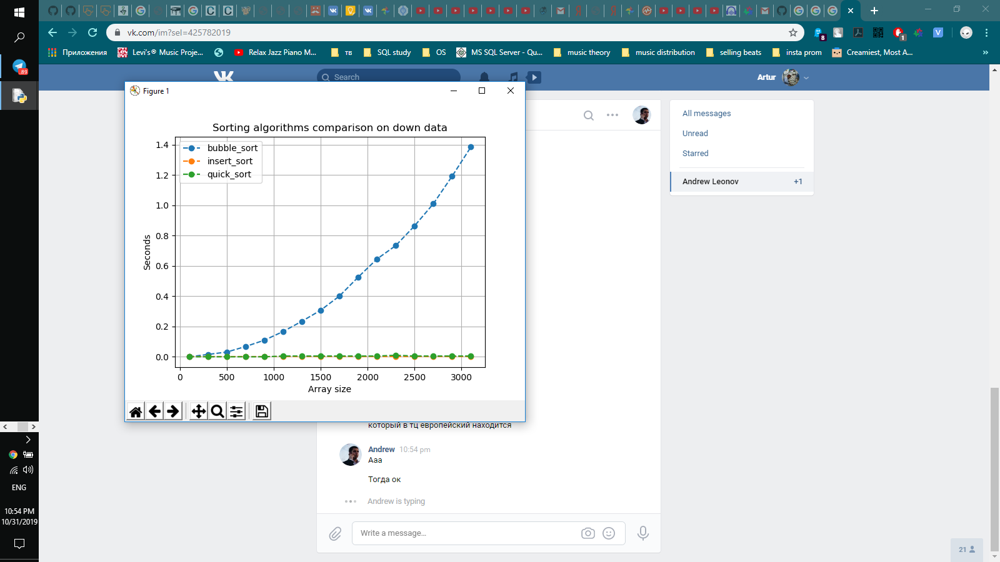 vk.com/im?sel=425782019
8
1
Приложения
Levi's® Music Proje...
Relax Jazz Piano M...
тв
SQL study
OS
MS SQL Server - Qu...
music theory
music distribution
selling beats
insta prom
Creamiest, Most A...
»
89
Search
Artur
Figure 1
Sorting algorithms comparison on down data
bubble_sort
insert_sort
quick_sort
1.4
1.2
1.0
0.8
0.6
0.4
0.2
0.0
Seconds
0 500 1000 1500 2000 2500 3000
Array size
All messages
Unread
Starred
Andrew Leonov +1
который в тц европейский находится
Andrew 10:54 pm
Ааа
Тогда ок
Andrew is typing
Write a message...
21
ENG
10:54 PM
10/31/2019